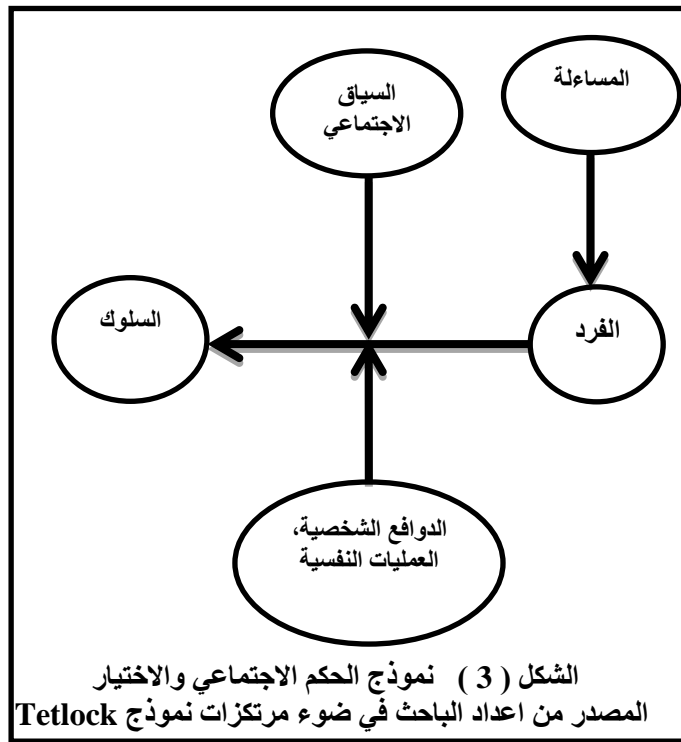 المساءلة
السياق
الاجتماعي
الفرد
السلوك
الدوافع الشخصية،
العمليات النفسية
الشكل ( 3 ) نموذج الحكم الاجتماعي والاختيار
المصدر من اعداد الباحث في ضوء مرتكزات نموذج Tetlock